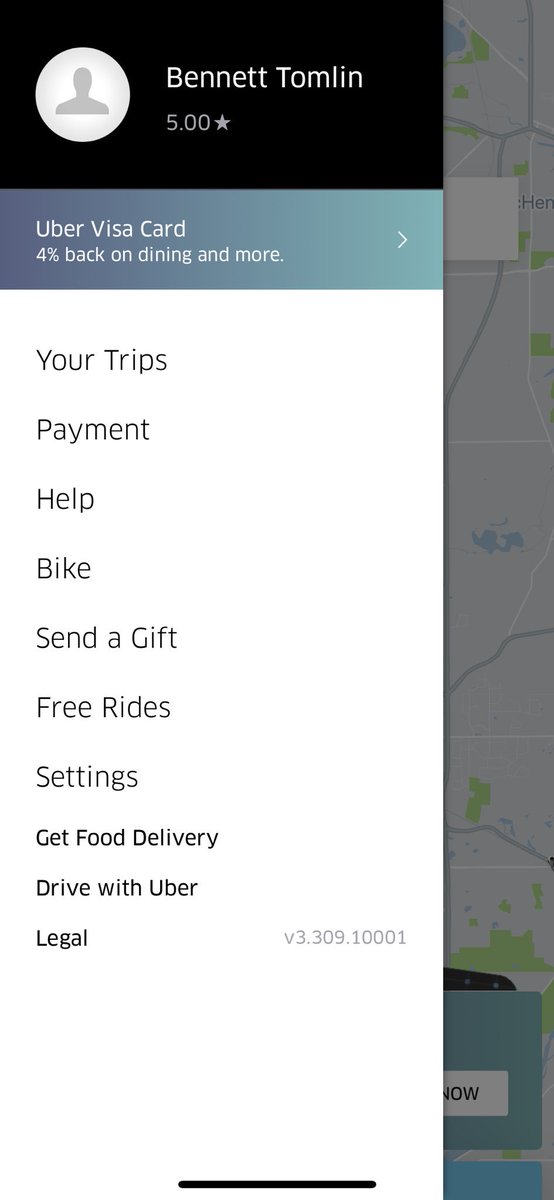 Bennett Tomlin
5.00★
Uber Visa Card
4% back on dining and more.
Your Trips
Payment
Help
Bike
Send a Gift
Free Rides
Settings
Get Food Delivery
Drive with Uber
Legal
v3.309.10001
NOW